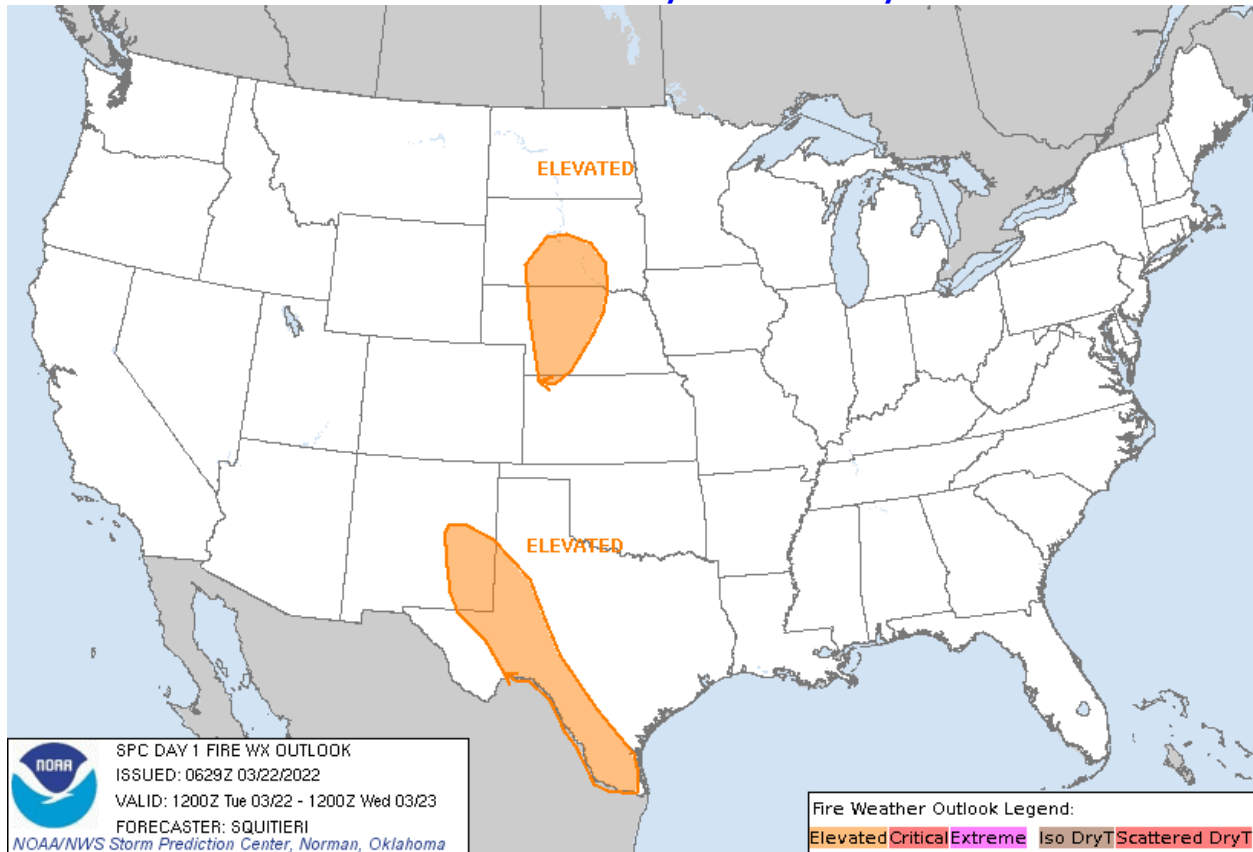 ELEVATED
ELEVATED
NOAA
SPC DAY 1 FIRE WX OUTLOOK
ISSUED: 0629Z 03/22/2022
VALID: 1200Z Tue 03/22 - 1200Z Wed 03/23
FORECASTER: SQUITIERI
NOAA/NWS Storm Prediction Center, Norman, Oklahoma
Fire Weather Outlook Legend:
Elevated Critical Extreme Iso DryT Scattered DryT